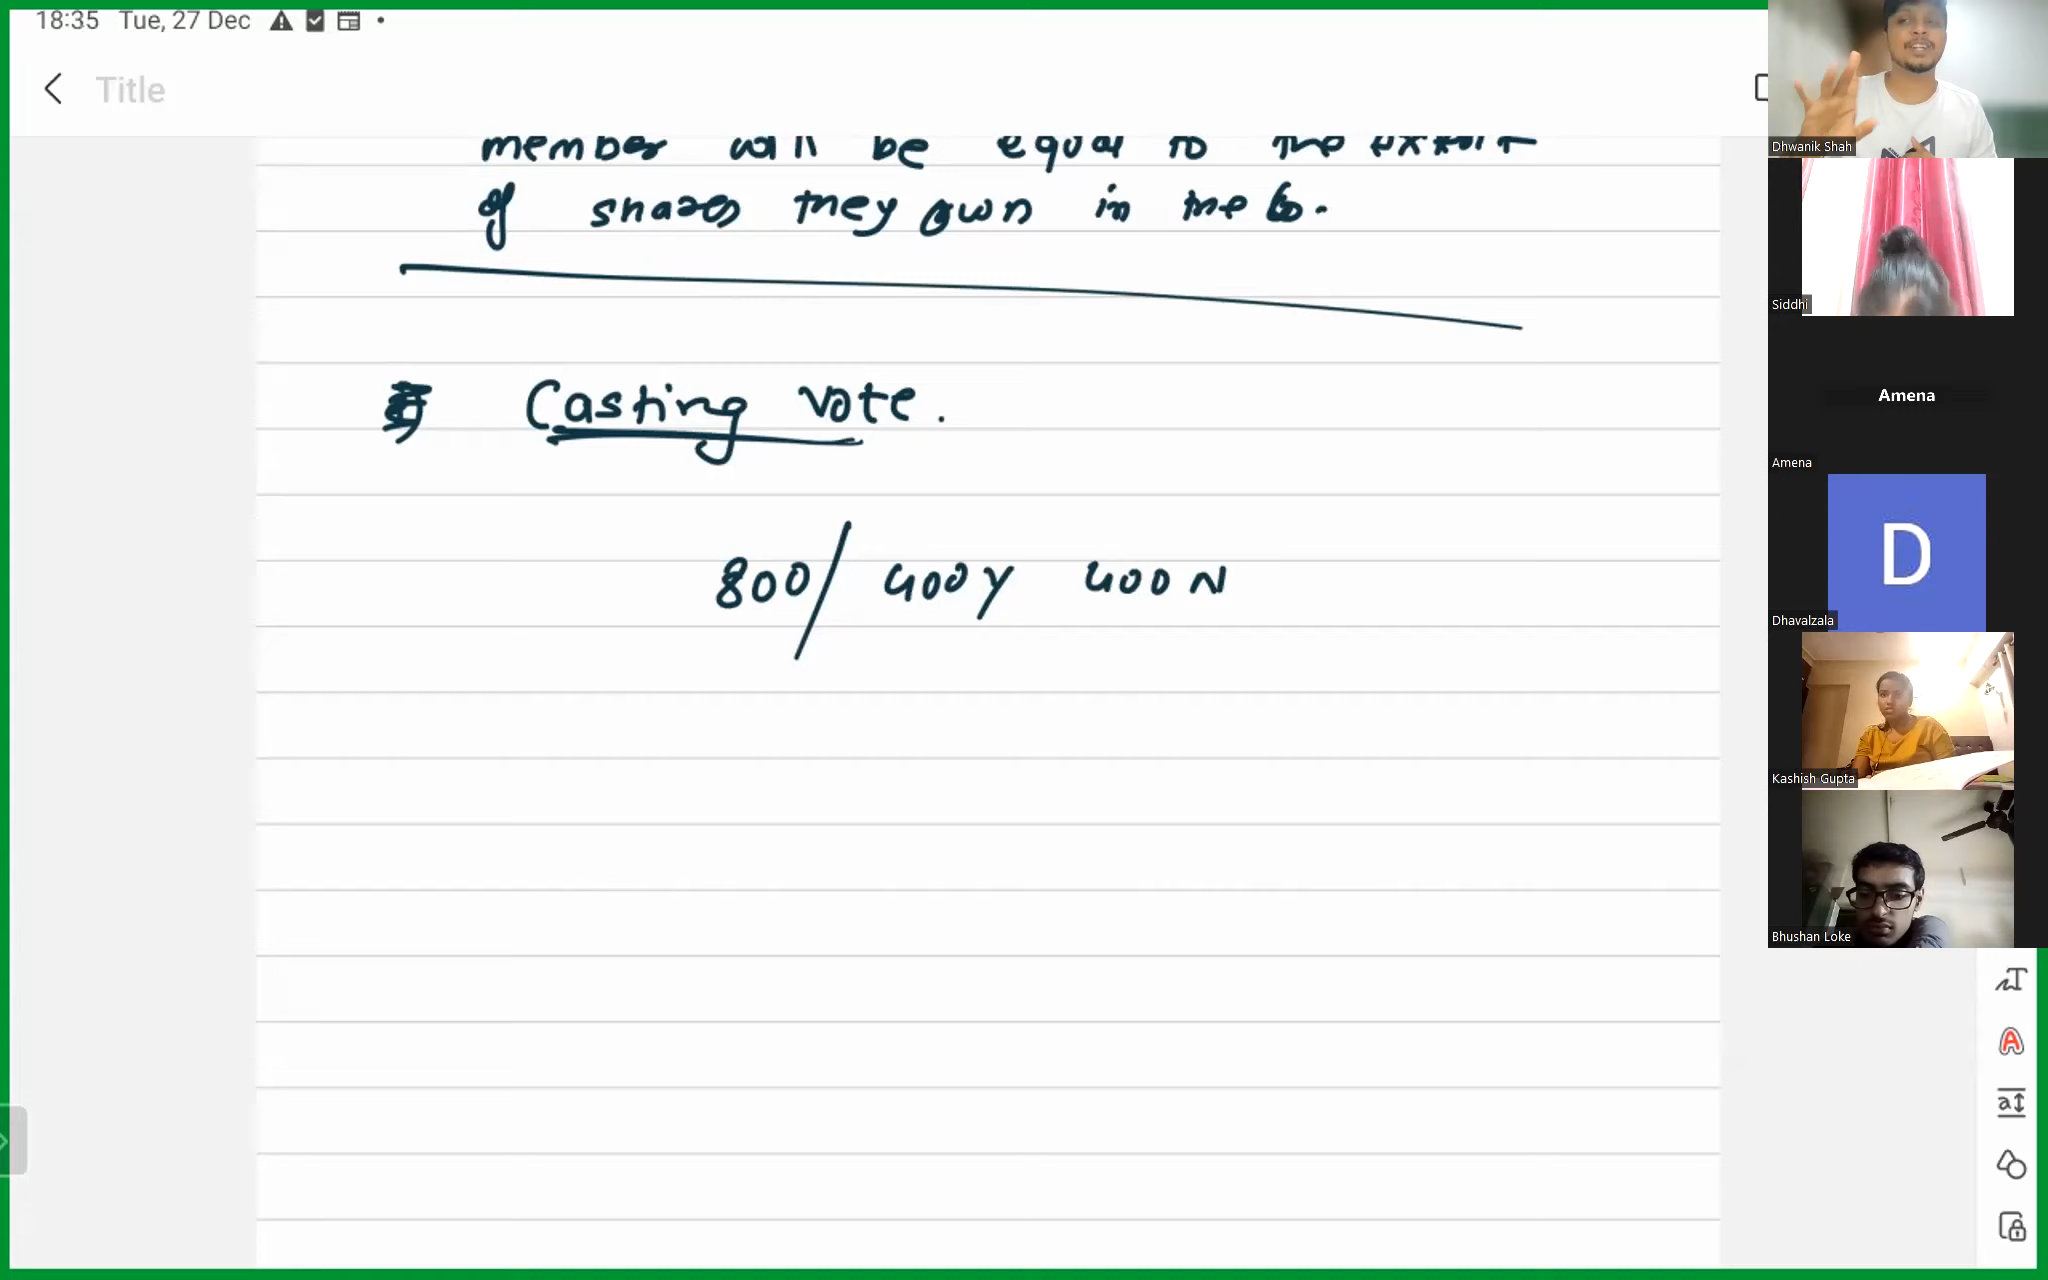 18:35 Tue, 27 Dec
Title
member will be equal to the extent
of shares they own in the Co.
Casting Vote.
800/ 400Y 400 N
Dhwanik Shah
Siddhi
Amena
Amena
D
Dhavalzala
Kashish Gupta
Bhushan Loke